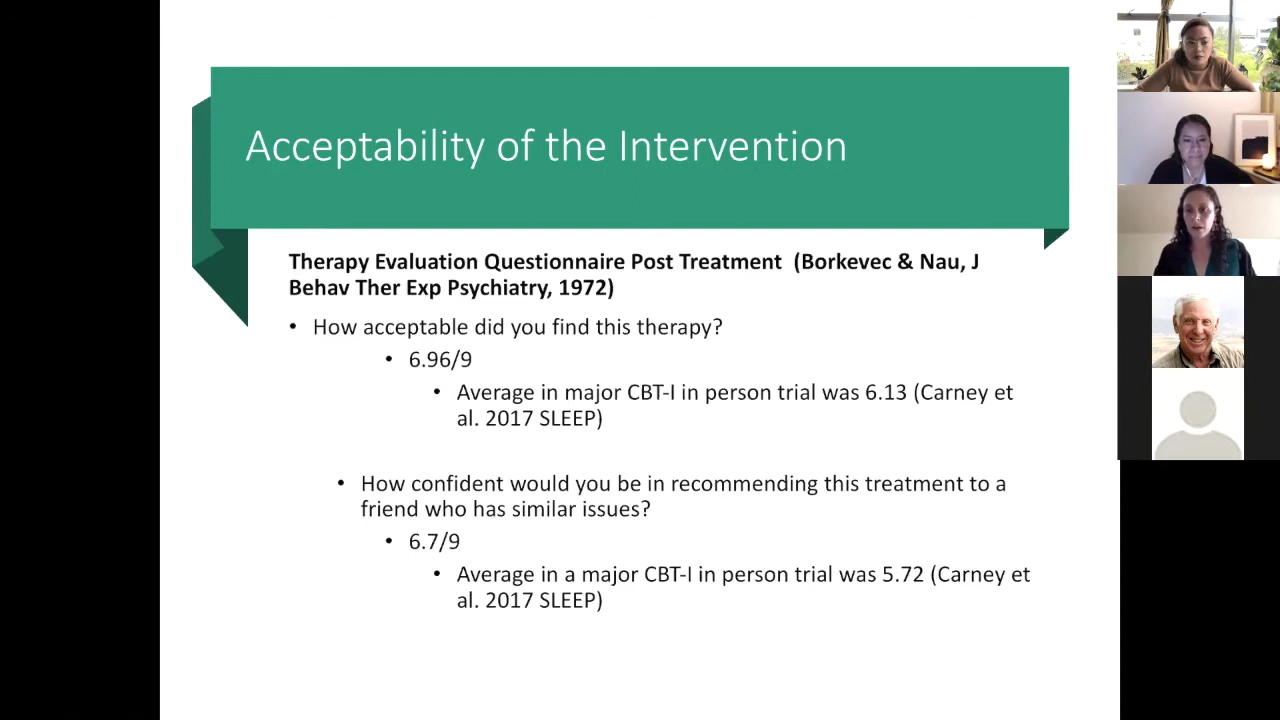 Acceptability of the Intervention
Therapy Evaluation Questionnaire Post Treatment (Borkevec & Nau, J
Behav Ther Exp Psychiatry, 1972)
• How acceptable did you find this therapy?
• 6.96/9
• Average in major CBT-I in person trial was 6.13 (Carney et
al. 2017 SLEEP)
• How confident would you be in recommending this treatment to a
friend who has similar issues?
• 6.7/9
• Average in a major CBT-I in person trial was 5.72 (Carney et
al. 2017 SLEEP)